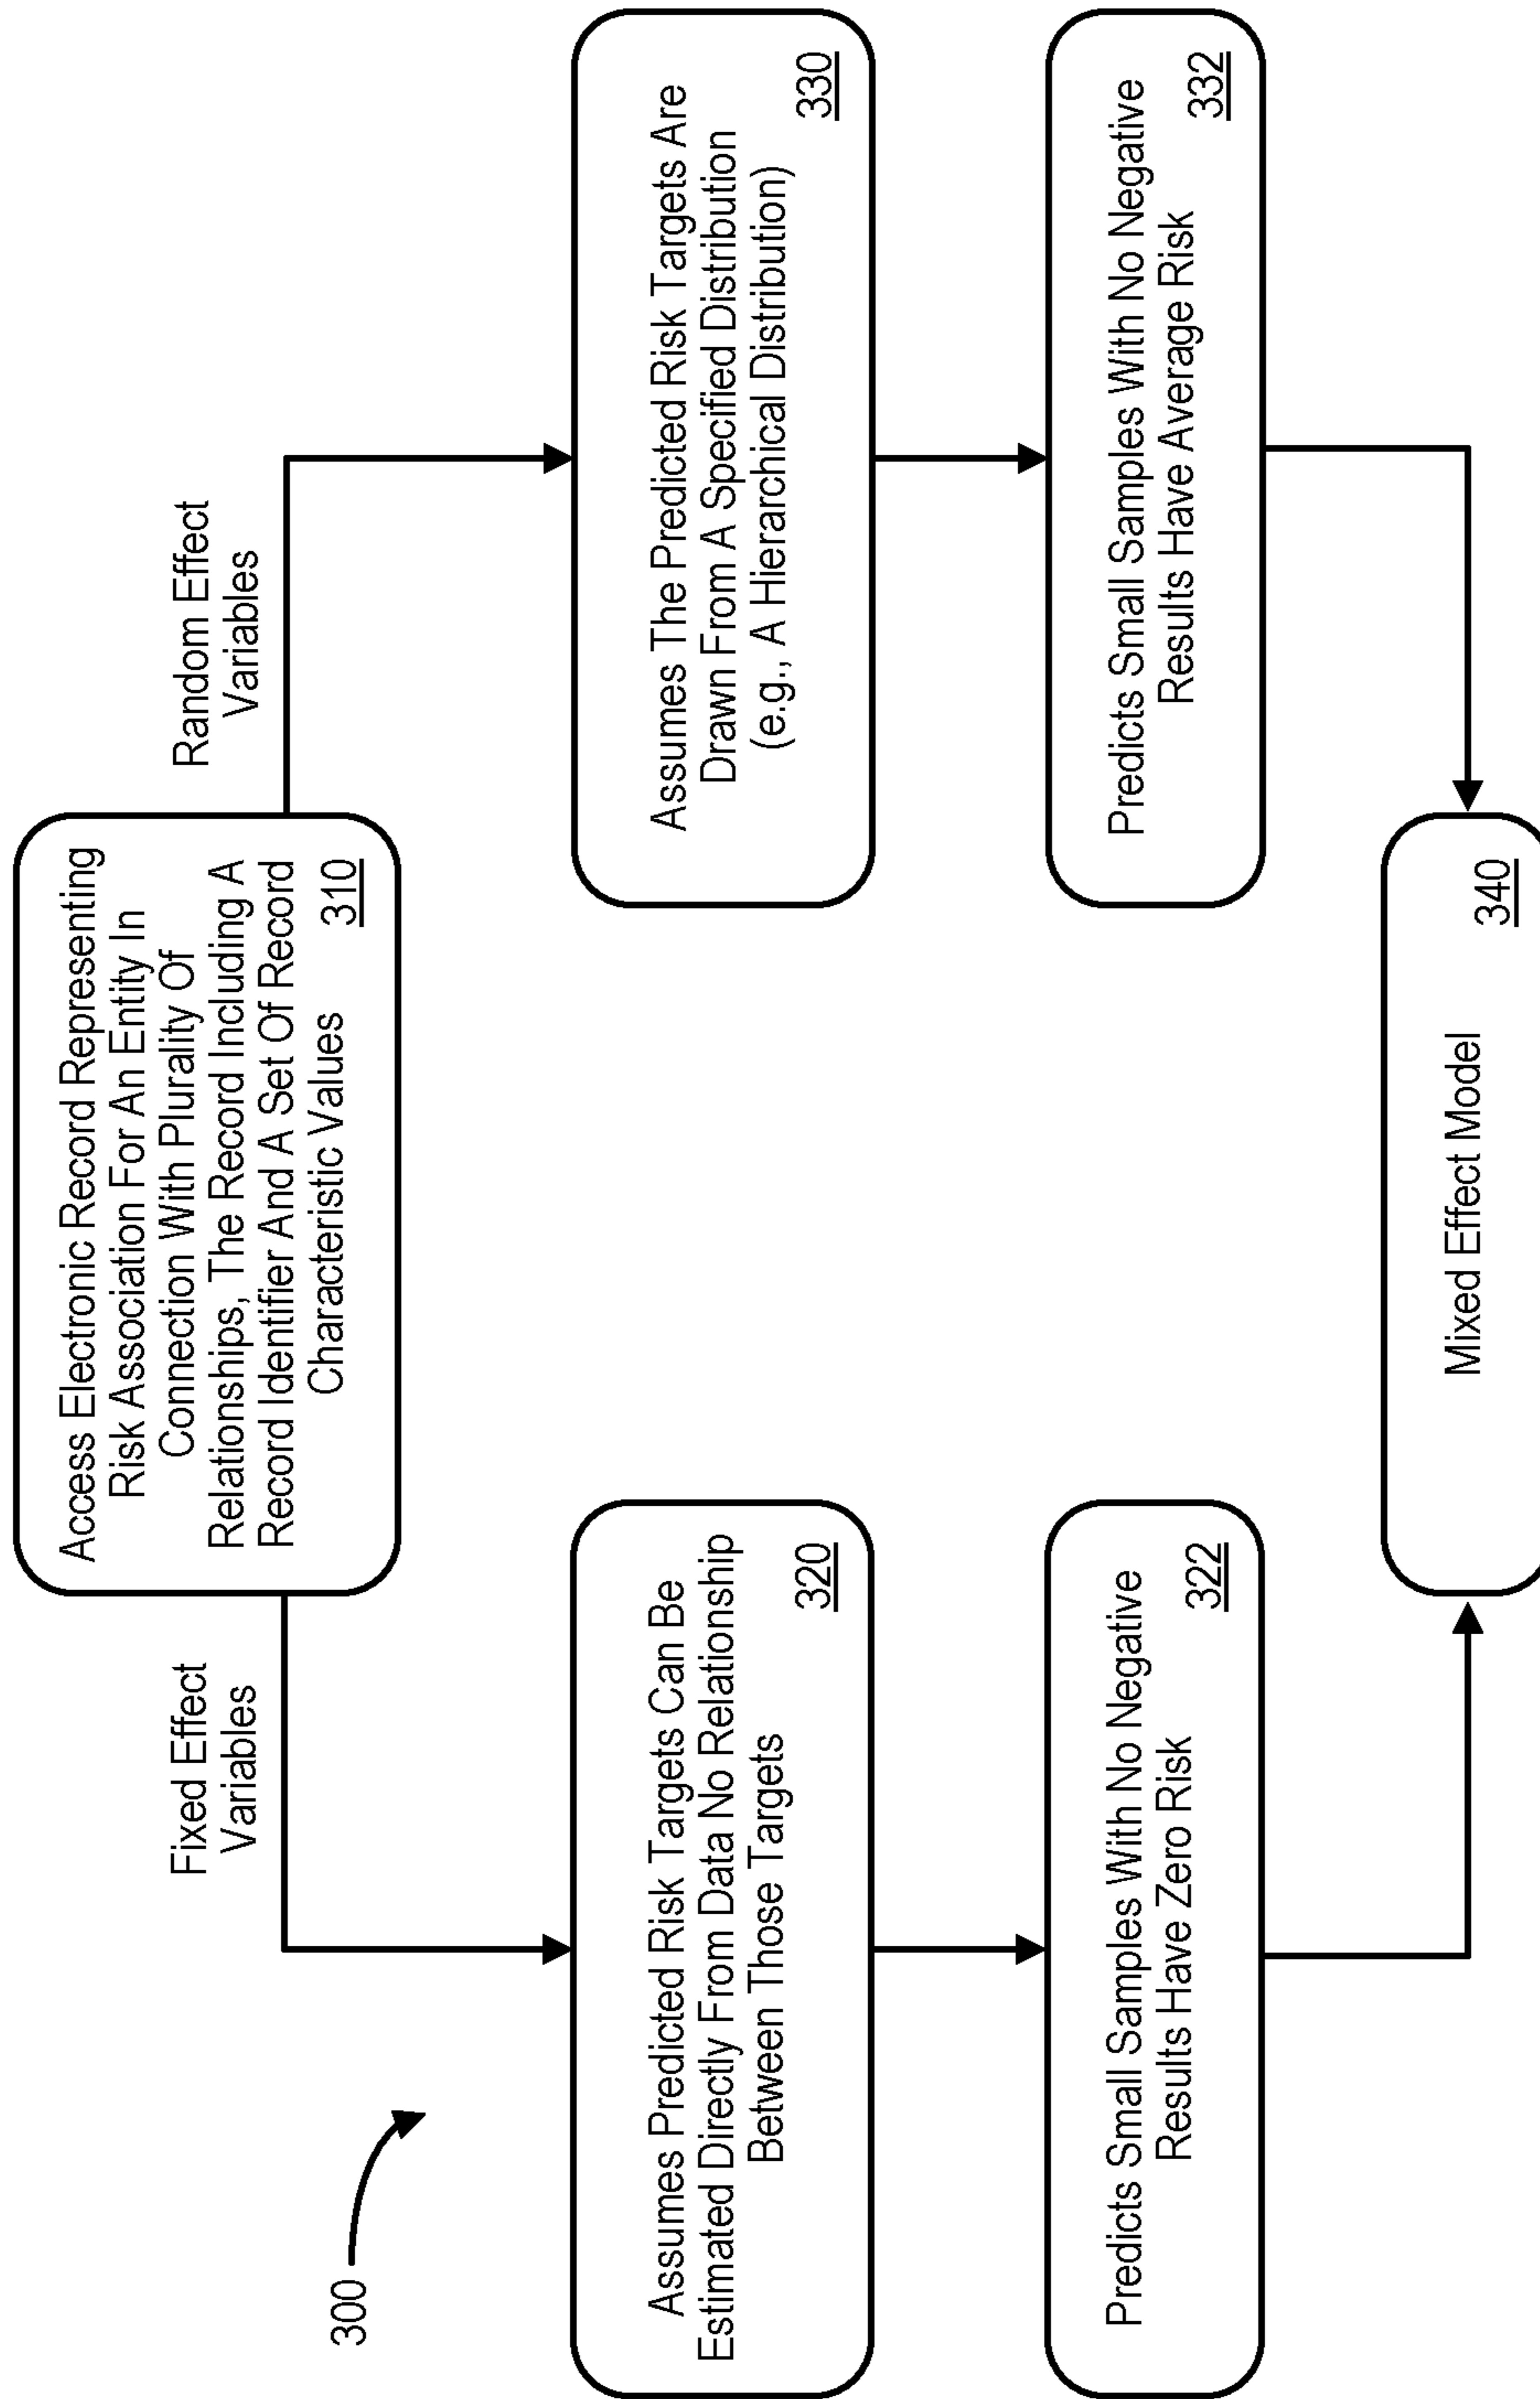 300
Access Electronic Record Representing
Risk Association For An Entity In
Connection With Plurality Of
Relationships, The Record Including A
Record Identifier And A Set Of Record
Characteristic Values
310
Fixed Effect
Variables
Random Effect
Variables
Assumes Predicted Risk Targets Can Be
Estimated Directly From Data No Relationship
Between Those Targets
320
Assumes The Predicted Risk Targets Are
Drawn From A Specified Distribution
(e.g., A Hierarchical Distribution)
330
Predicts Small Samples With No Negative
Results Have Zero Risk
322
Predicts Small Samples With No Negative
Results Have Average Risk
332
Mixed Effect Model
340